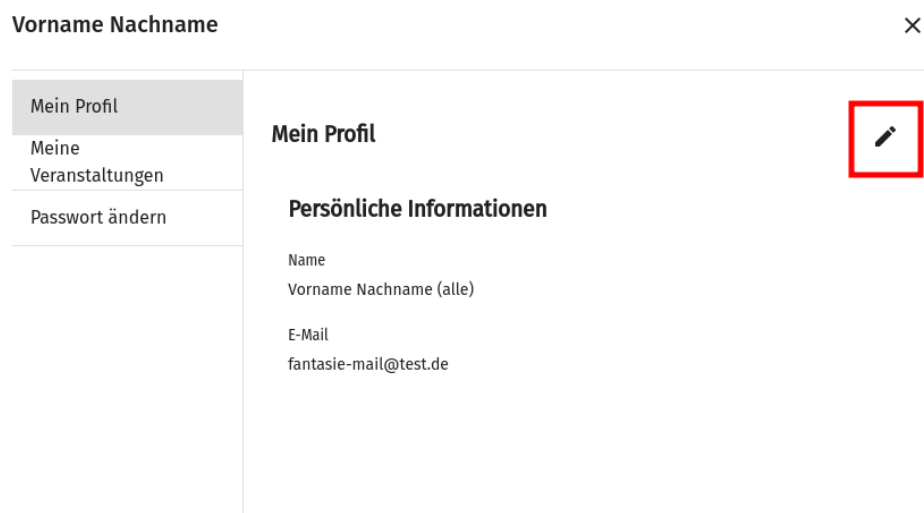 Vorname Nachname
Mein Profil
Meine
Veranstaltungen
Passwort ändern
Mein Profil
Persönliche Informationen
Name
Vorname Nachname (alle)
E-Mail
fantasie-mail@test.de